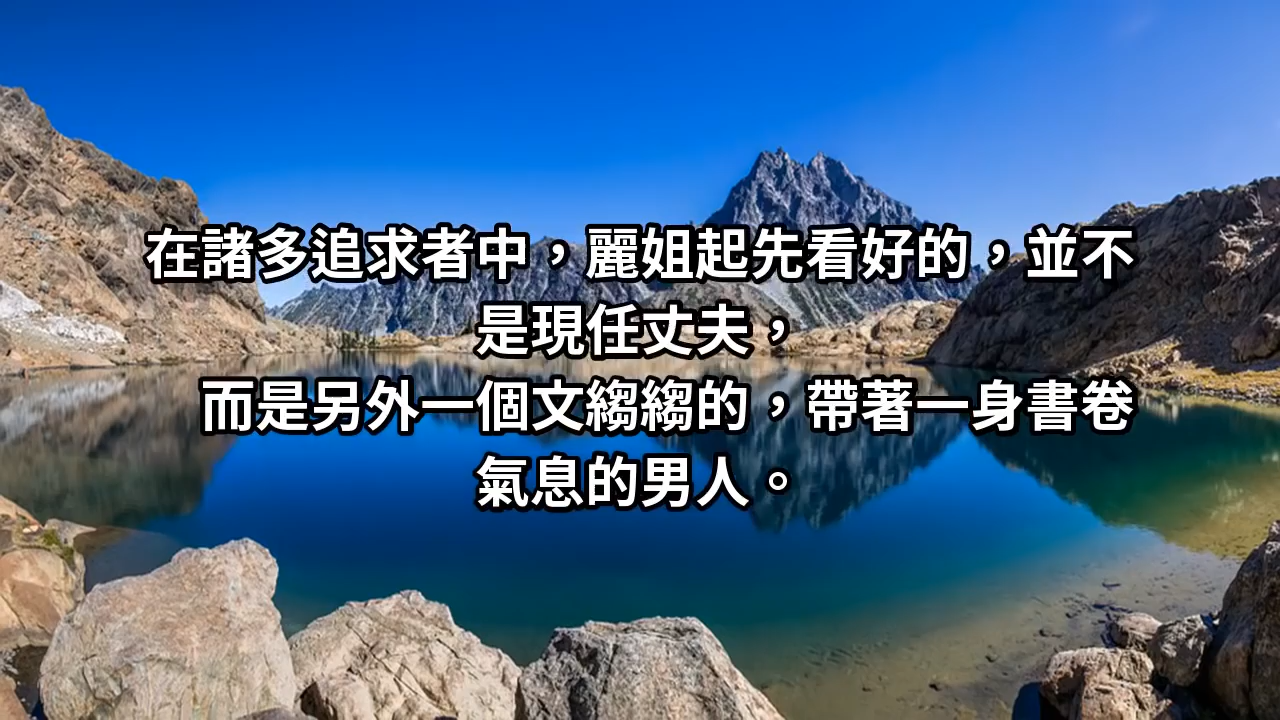 在諸多追求者中，麗姐起先看好的，並不
是現任丈夫，
而是另外一個文縐縐的，帶著一身書卷
氣息的男人。